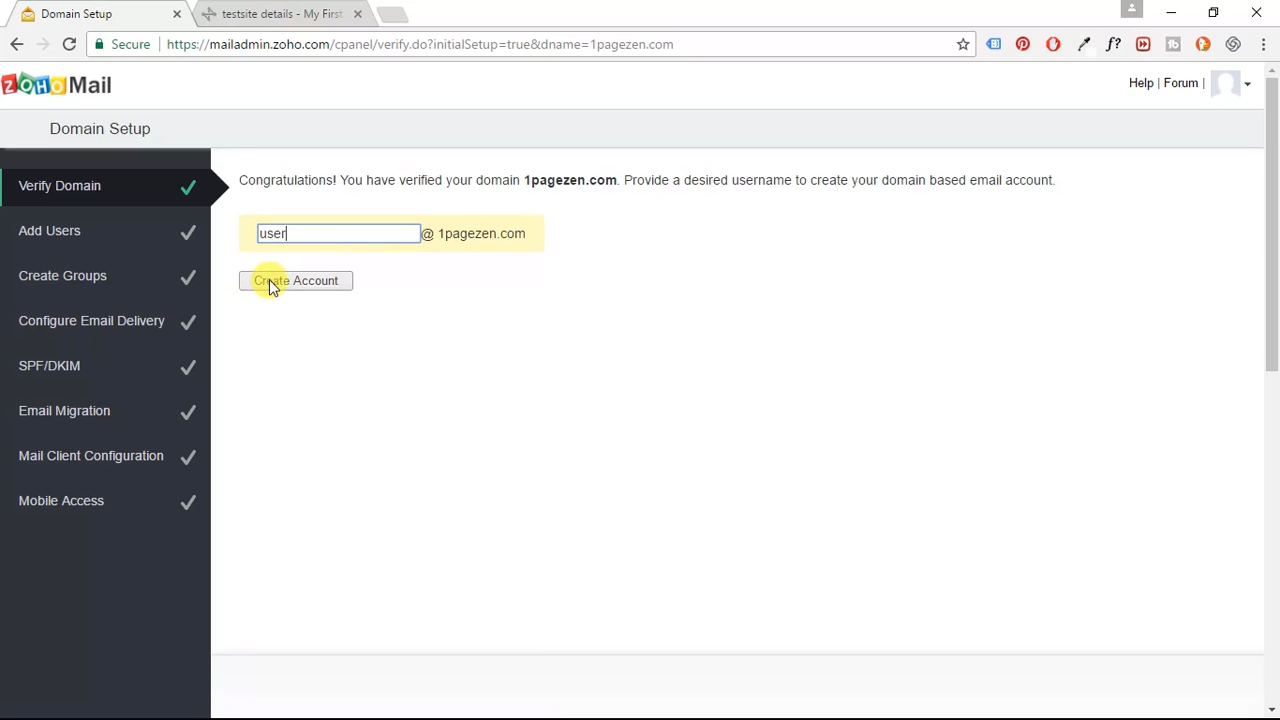 Domain Setup
testsite details - My First
Secure
https://mailadmin.zoho.com/cpanel/verify.do?initialSetup=true&dname=1pagezen.com
f?
ZOHO Mail
Help | Forum |
Domain Setup
Verify Domain
Add Users
Create Groups
Configure Email Delivery
SPF/DKIM
Email Migration
Mail Client Configuration
Mobile Access
Congratulations! You have verified your domain 1pagezen.com. Provide a desired username to create your domain based email account.
user @ 1pagezen.com
Create Account